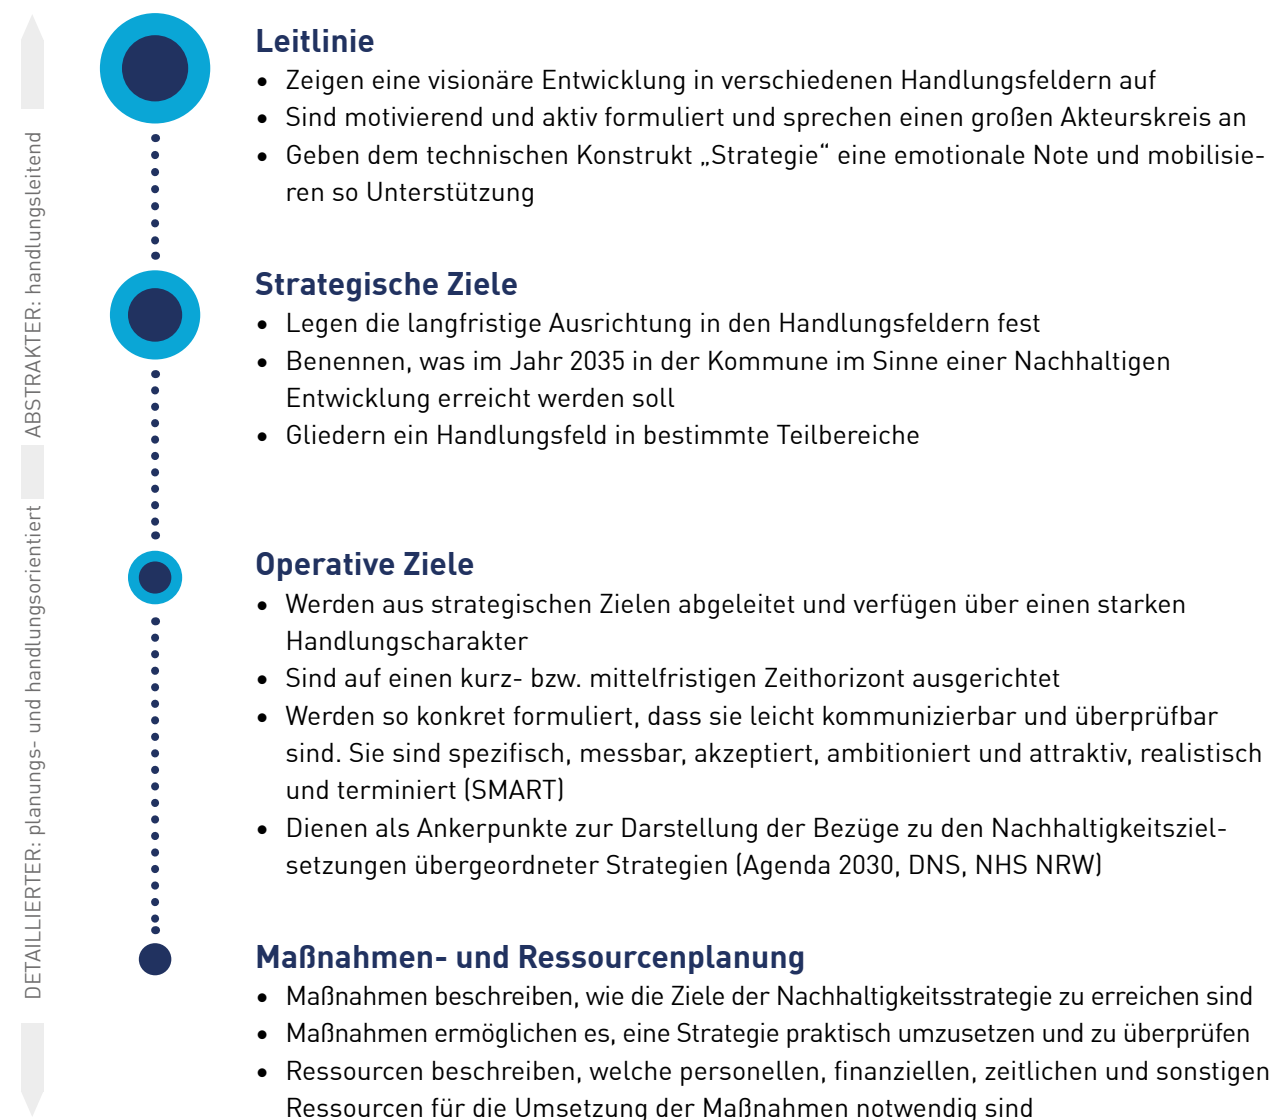 Leitlinie
• Zeigen eine visionäre Entwicklung in verschiedenen Handlungsfeldern auf
• Sind motivierend und aktiv formuliert und sprechen einen großen Akteurskreis an
• Geben dem technischen Konstrukt „Strategie“ eine emotionale Note und mobilisie-
ren so Unterstützung
ABSTRAKTER: handlungsleitend
Strategische Ziele
• Legen die langfristige Ausrichtung in den Handlungsfeldern fest
• Benennen, was im Jahr 2035 in der Kommune im Sinne einer Nachhaltigen
Entwicklung erreicht werden soll
• Gliedern ein Handlungsfeld in bestimmte Teilbereiche
Operative Ziele
• Werden aus strategischen Zielen abgeleitet und verfügen über einen starken
Handlungscharakter
• Sind auf einen kurz- bzw. mittelfristigen Zeithorizont ausgerichtet
• Werden so konkret formuliert, dass sie leicht kommunizierbar und überprüfbar
sind. Sie sind spezifisch, messbar, akzeptiert, ambitioniert und attraktiv, realistisch
und terminiert (SMART)
• Dienen als Ankerpunkte zur Darstellung der Bezüge zu den Nachhaltigkeitsziel-
setzungen übergeordneter Strategien (Agenda 2030, DNS, NHS NRW)
DETAILLIERTER: planungs- und handlungsorientiert
Maßnahmen- und Ressourcenplanung
• Maßnahmen beschreiben, wie die Ziele der Nachhaltigkeitsstrategie zu erreichen sind
• Maßnahmen ermöglichen es, eine Strategie praktisch umzusetzen und zu überprüfen
• Ressourcen beschreiben, welche personellen, finanziellen, zeitlichen und sonstigen
Ressourcen für die Umsetzung der Maßnahmen notwendig sind